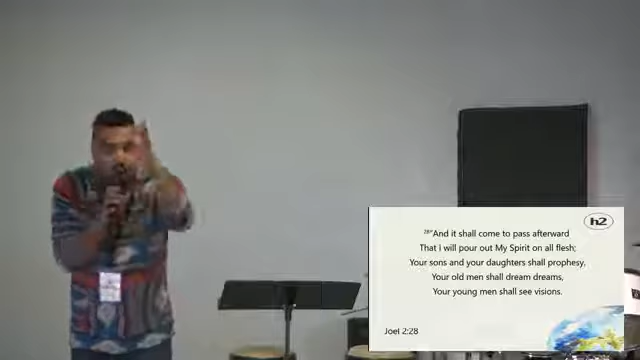 h2
28"And it shall come to pass afterward
That I will pour out My Spirit on all flesh;
Your sons and your daughters shall prophesy,
Your old men shall dream dreams,
Your young men shall see visions.
Joel 2:28